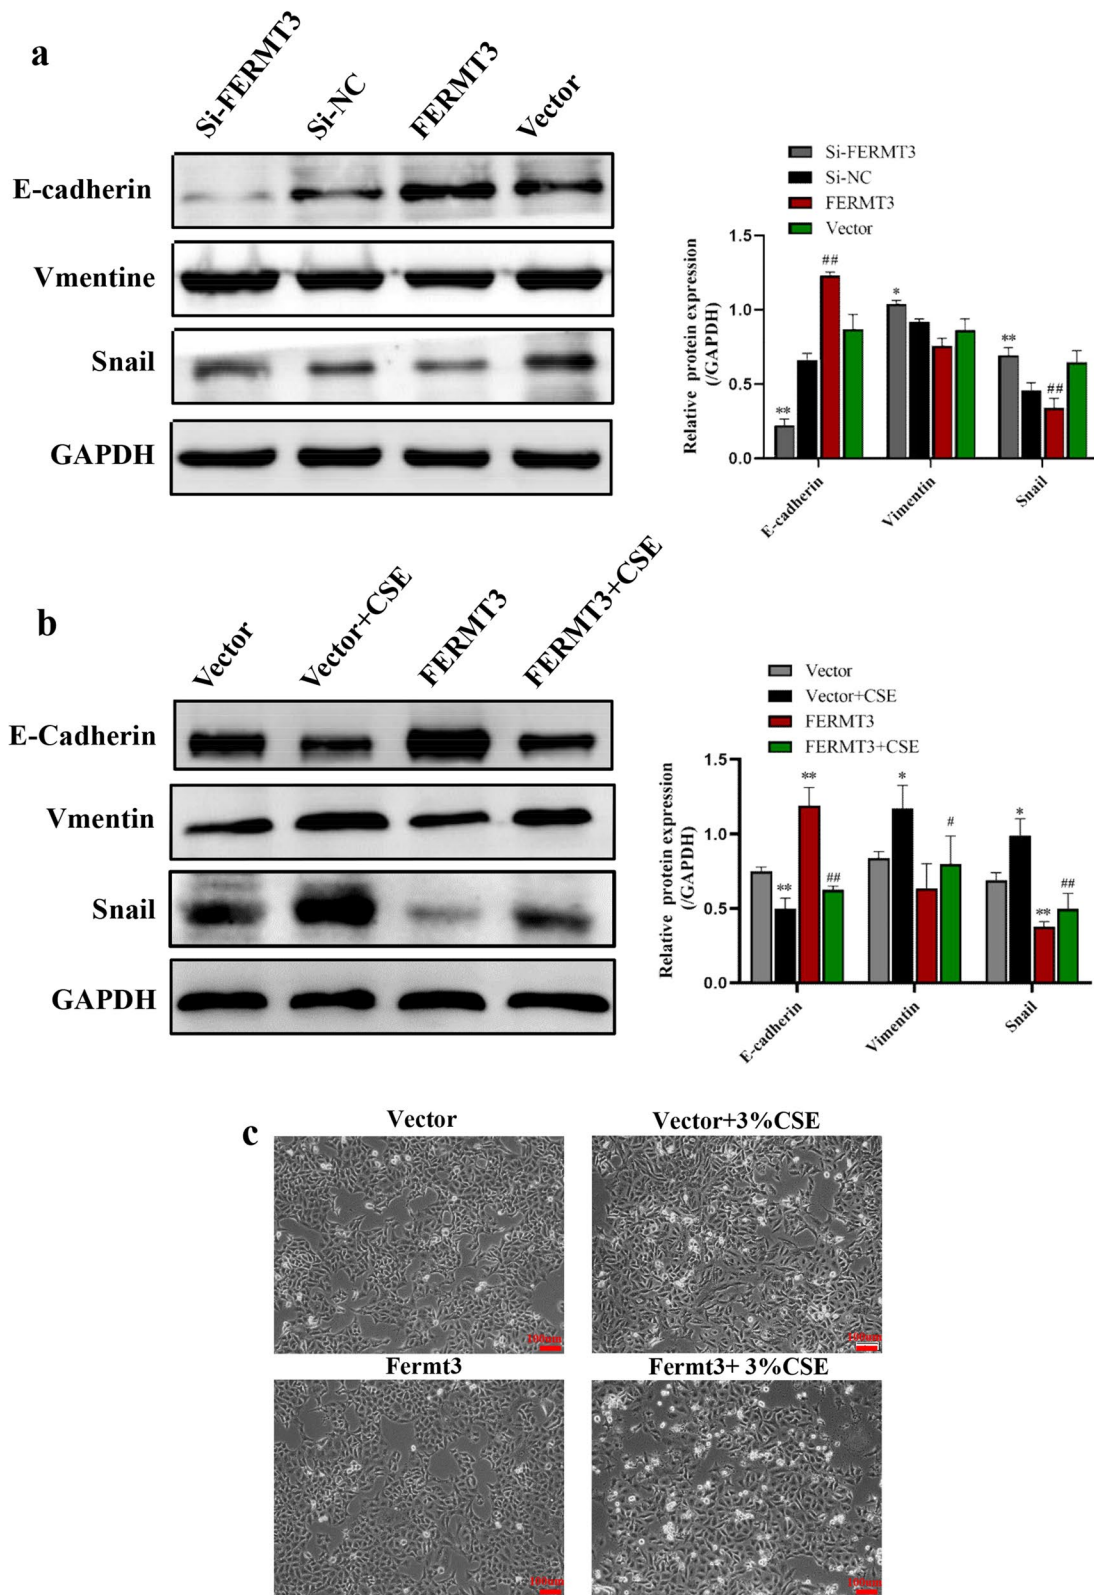 a
Si-FERMT3
Si-NC
FERMT3
Vector
E-cadherin
Vmentine
Snail
GAPDH
Si-FERMT3
Si-NC
FERMT3
Vector
Relative protein expression
(/GAPDH)
1.5
1.0
0.5
0.0
**
##
*
**
##
E-cadherin
Vimentin
Snail
b
Vector
Vector+CSE
FERMT3
FERMT3+CSE
E-Cadherin
Vmentin
Snail
GAPDH
Vector
Vector+CSE
FERMT3
FERMT3+CSE
Relative protein expression
(/GAPDH)
1.5
1.0
0.5
0.0
**
**
##
*
#
*
**
##
E-cadherin
Vimentin
Snail
c
Vector
Vector+3%CSE
Fermt3
Fermt3+ 3%CSE